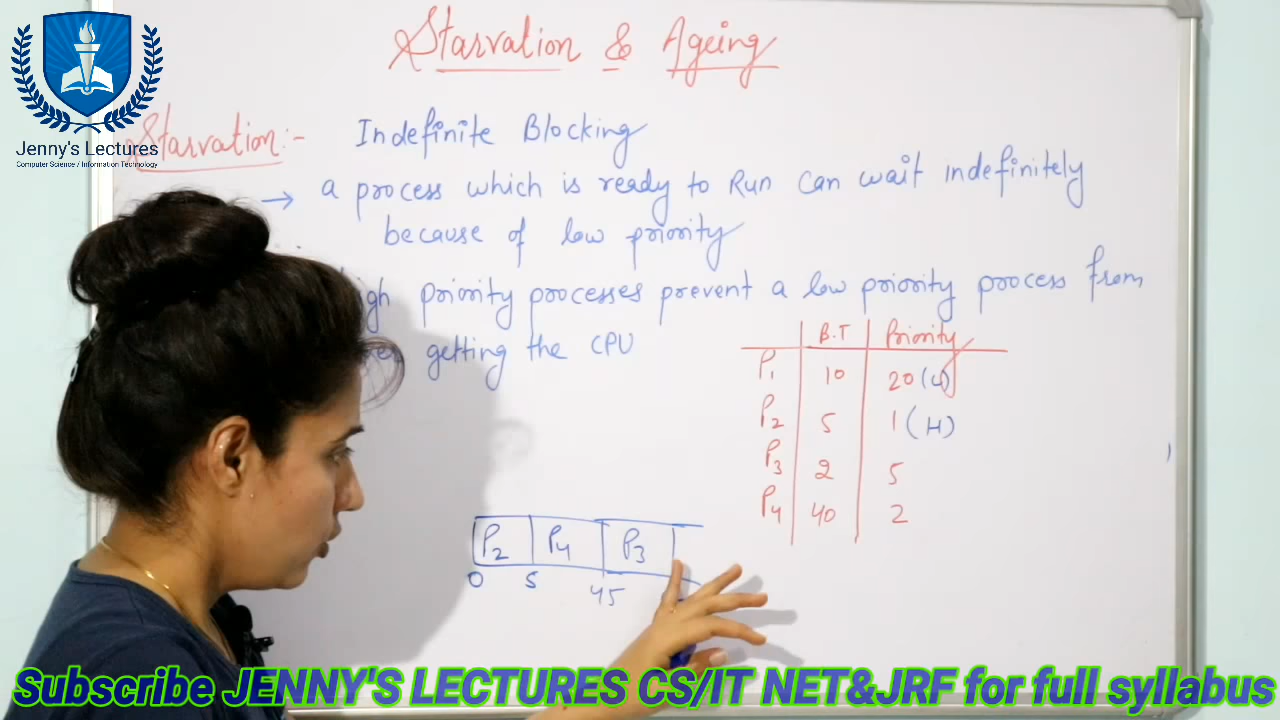 Starvation & Ageing
Jenny's Lectures
Computer Science / Information Technology
Starvation:- Indefinite Blocking
→ a process which is ready to Run Can wait indefinitely
because of low priority
priority processes prevent a low priority process from
getting the CPU
B.T Priority
P1 10 20 (L)
P2 5 1 (H)
P3 2 5
P4 40 2
P2 P4 P3
0 5 45
Subscribe JENNY'S LECTURES CS/IT NET&JRF for full syllabus